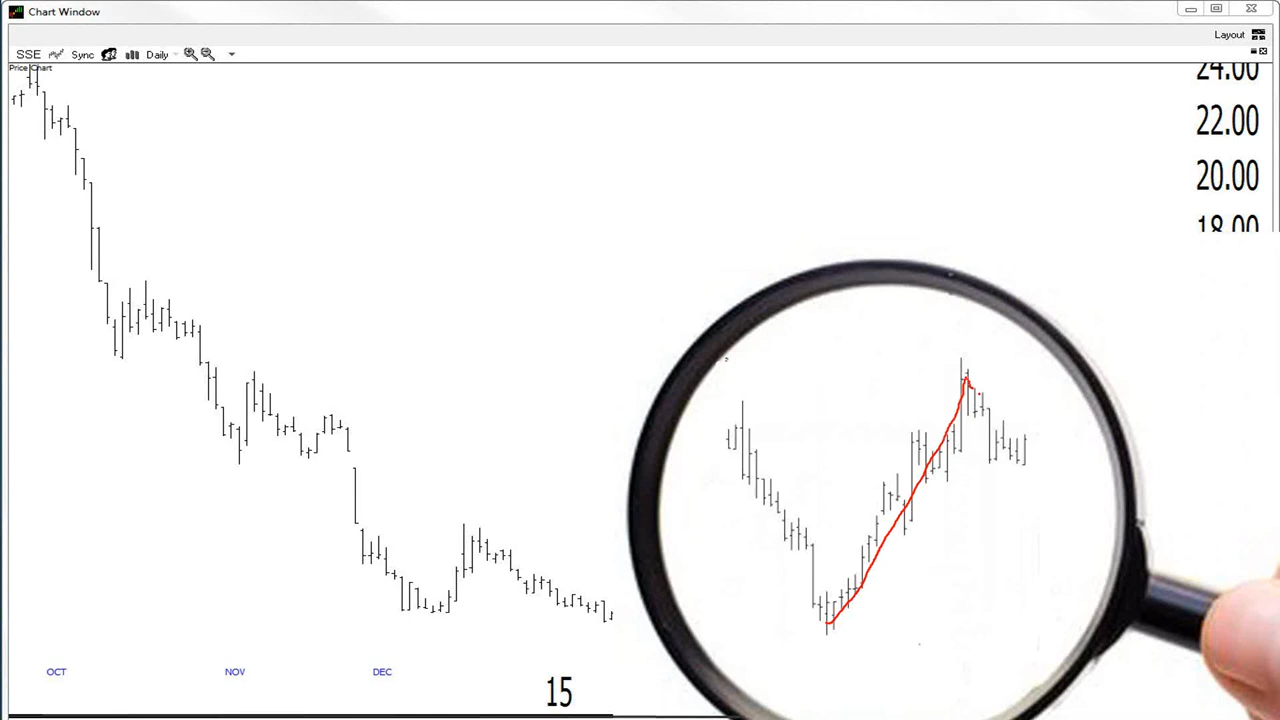 Chart Window
Layout
SSE Sync Daily
Price Chart
24.00
22.00
20.00
18.00
OCT NOV DEC
15